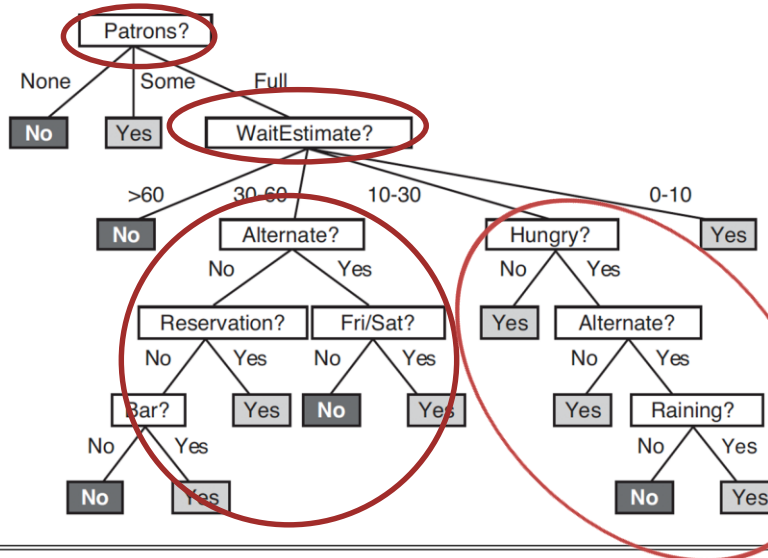 Patrons?
None Some Full
No Yes WaitEstimate?
>60 30-60 10-30 0-10
No Alternate? Hungry? Yes
No Yes No Yes
Reservation? Fri/Sat? Yes Alternate?
No Yes No Yes No Yes
Bar? Yes No Yes Yes Raining?
No Yes No Yes
No Yes No Yes